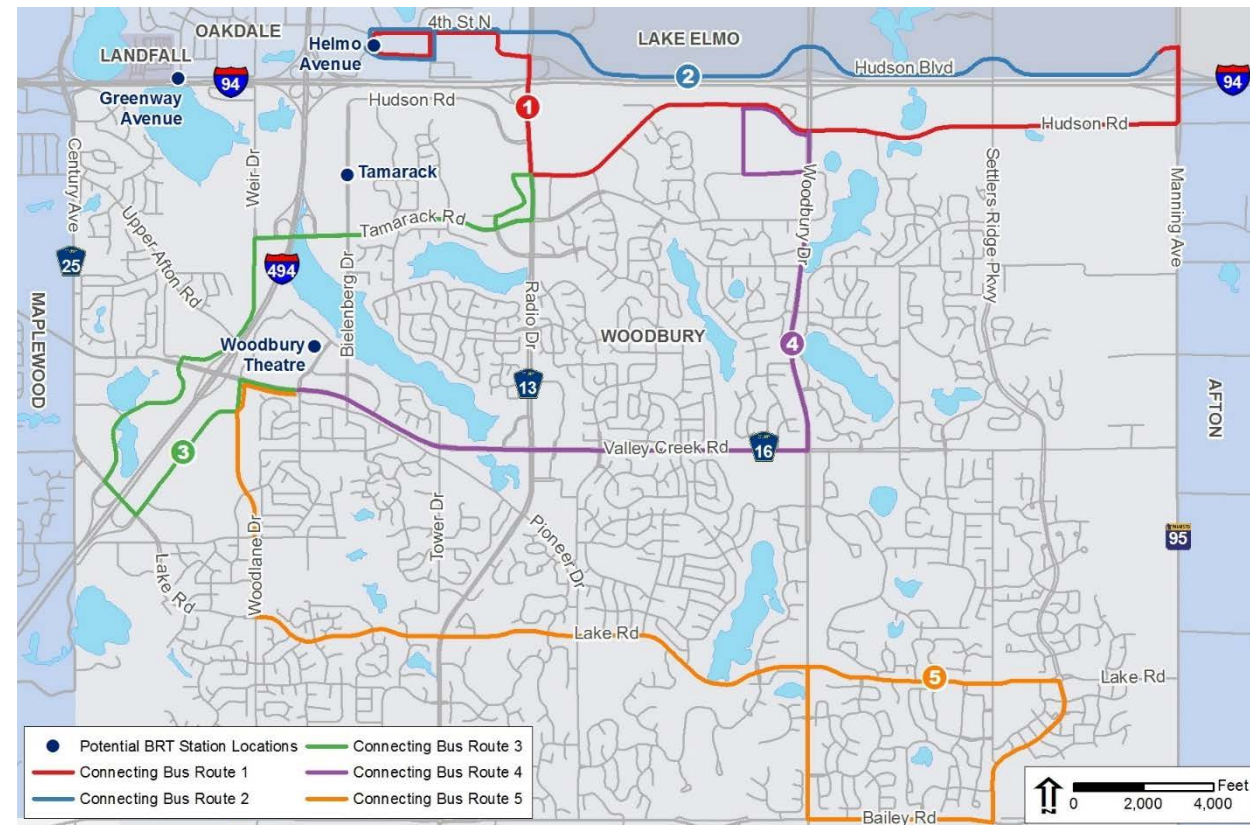 4th St N
OAKDALE
LAKE ELMO
Helmo
Avenue
LANDFALL
94
Greenway
Avenue
2
Hudson Blvd
94
Hudson Rd
1
Hudson Rd
Century Ave
Weir Dr
Tamarack
Woodbury Dr
Settlers Ridge Pkwy
Manning Ave
Upper Afton Rd
Tamarack Rd
25
494
Bielenberg Dr
Radio Dr
MAPLEWOOD
WOODBURY
4
Woodbury
Theatre
13
AFTON
3
Valley Creek Rd
16
Woodlane Dr
Tower Dr
Pioneer Dr
95
Lake Rd
Lake Rd
5
Lake Rd
Bailey Rd
Potential BRT Station Locations
Connecting Bus Route 1
Connecting Bus Route 2
Connecting Bus Route 3
Connecting Bus Route 4
Connecting Bus Route 5
N
Feet
0 2,000 4,000